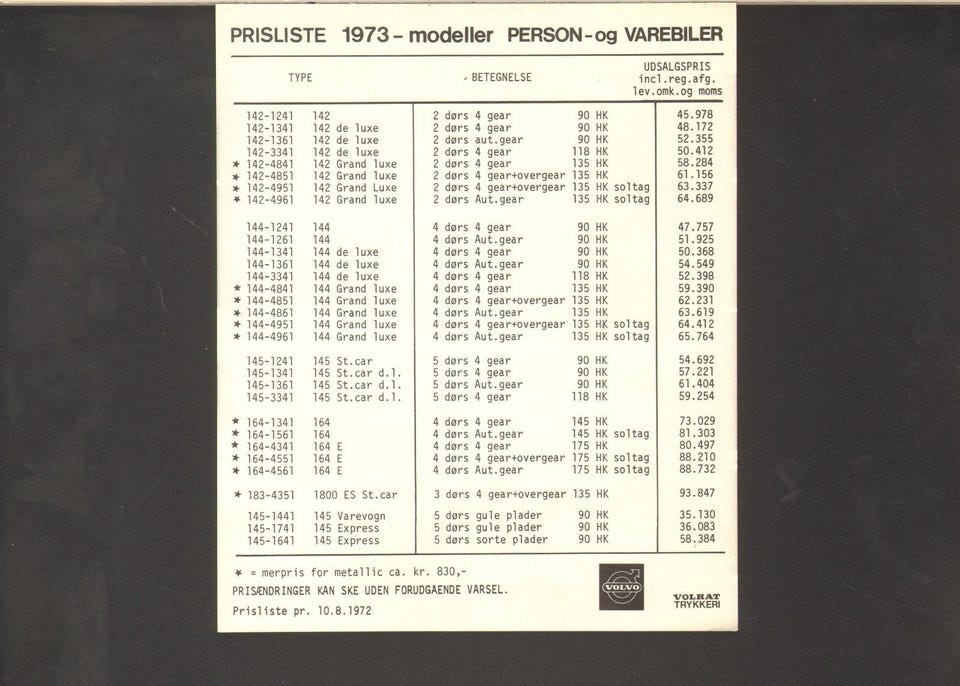 PRISLISTE 1973 - modeller PERSON - og VAREBILER
UDSALGSPRIS
TYPE BETEGNELSE incl.reg.afg.
lev.omk.og moms
142-1241 142 2 dørs 4 gear 90 HK 45.978
142-1341 142 de luxe 2 dørs 4 gear 90 HK 48.172
142-1361 142 de luxe 2 dørs aut.gear 90 HK 52.355
142-3341 142 de luxe 2 dørs 4 gear 118 HK 50.412
★ 142-4841 142 Grand luxe 2 dørs 4 gear 135 HK 58.284
★ 142-4851 142 Grand luxe 2 dørs 4 gear+overgear 135 HK 61.156
★ 142-4951 142 Grand Luxe 2 dørs 4 gear+overgear 135 HK soltag 63.337
★ 142-4961 142 Grand luxe 2 dørs Aut.gear 135 HK soltag 64.689
144-1241 144 4 dørs 4 gear 90 HK 47.757
144-1261 144 4 dørs Aut.gear 90 HK 51.925
144-1341 144 de luxe 4 dørs 4 gear 90 HK 50.368
144-1361 144 de luxe 4 dørs Aut.gear 90 HK 54.549
144-3341 144 de luxe 4 dørs 4 gear 118 HK 52.398
★ 144-4841 144 Grand luxe 4 dørs 4 gear 135 HK 59.390
★ 144-4851 144 Grand luxe 4 dørs 4 gear+overgear 135 HK 62.231
★ 144-4861 144 Grand luxe 4 dørs Aut.gear 135 HK 63.619
★ 144-4951 144 Grand luxe 4 dørs 4 gear+overgear 135 HK soltag 64.412
★ 144-4961 144 Grand luxe 4 dørs Aut.gear 135 HK soltag 65.764
145-1241 145 St.car 5 dørs 4 gear 90 HK 54.692
145-1341 145 St.car d.l. 5 dørs 4 gear 90 HK 57.221
145-1361 145 St.car d.l. 5 dørs Aut.gear 90 HK 61.404
145-3341 145 St.car d.l. 5 dørs 4 gear 118 HK 59.254
★ 164-1341 164 4 dørs 4 gear 145 HK 73.029
★ 164-1561 164 4 dørs Aut.gear 145 HK soltag 81.303
★ 164-4341 164 E 4 dørs 4 gear 175 HK 80.497
★ 164-4551 164 E 4 dørs 4 gear+overgear 175 HK soltag 88.210
★ 164-4561 164 E 4 dørs Aut.gear 175 HK soltag 88.732
★ 183-4351 1800 ES St.car 3 dørs 4 gear+overgear 135 HK 93.847
145-1441 145 Varevogn 5 dørs gule plader 90 HK 35.130
145-1741 145 Express 5 dørs gule plader 90 HK 36.083
145-1641 145 Express 5 dørs sorte plader 90 HK 58.384
★ = merpris for metallic ca. kr. 830,-
PRISÆNDRINGER KAN SKE UDEN FORUDGAENDE VARSEL.
Prisliste pr. 10.8.1972
VOLVO
VOLRAT
TRYKKERI